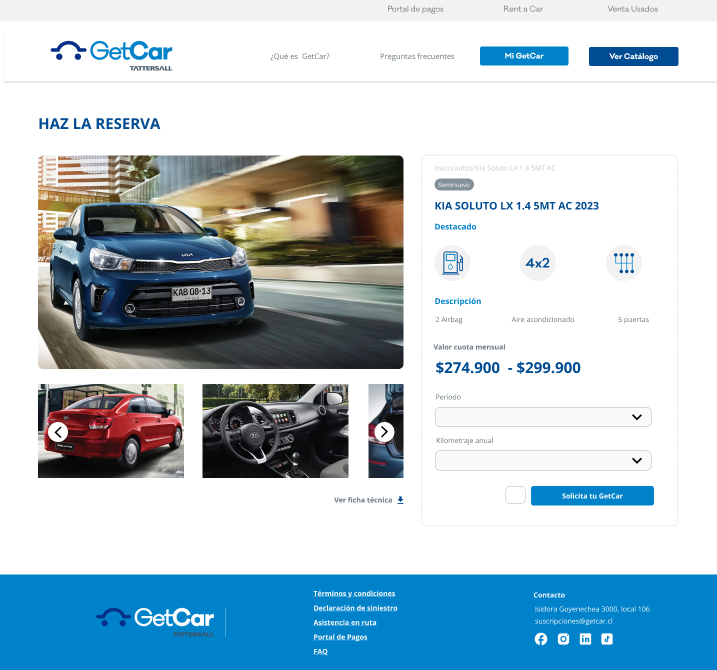 Portal de pagos
Rent a Car
Venta Usados
GetCar
TATTERSALL
¿Qué es GetCar?
Preguntas frecuentes
Mi GetCar
Ver Catálogo
HAZ LA RESERVA
KIA
KAB·08·13
Ver ficha técnica
Inicio/autos/Kia Soluto LX 1.4 5MT AC
Seminuevo
KIA SOLUTO LX 1.4 5MT AC 2023
Destacado
4x2
Descripción
2 Airbag
Aire acondicionado
5 puertas
Valor cuota mensual
$274.900 - $299.900
Periodo
Kilometraje anual
Solicita tu GetCar
GetCar
TATTERSALL
Términos y condiciones
Declaración de siniestro
Asistencia en ruta
Portal de Pagos
FAQ
Contacto
Isidora Goyenechea 3000, local 106
suscripciones@getcar.cl